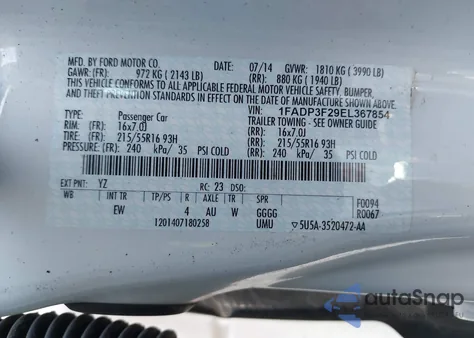 MFD. BY FORD MOTOR CO. DATE: 07/14 GVWR: 1810 KG ( 3990 LB)
GAWR:(FR): 972 KG ( 2143 LB) (RR): 880 KG ( 1940 LB)
THIS VEHICLE CONFORMS TO ALL APPLICABLE FEDERAL MOTOR VEHICLE SAFETY, BUMPER,
AND THEFT PREVENTION STANDARDS IN EFFECT ON THE DATE OF MANUFACTURE SHOWN ABOVE.
VIN: 1FADP3F29EL367854
TYPE: Passenger Car TRAILER TOWING - SEE OWNER GUIDE
RIM: (FR) 16x7.0J (RR): 16x7.0J
TIRE: (FR) 215/55R16 93H (RR): 215/55R16 93H
PRESSURE:(FR) 240 kPa/ 35 PSI COLD (RR): 240 kPa/ 35 PSI COLD
EXT PNT: YZ RC: 23 DSO: F0094
WB INT TR TP/PS R AX SPR R0067
EW 4 AU W GGGG
1201407180258 UMU ▼5U5A-3520472-AA
autoSnap